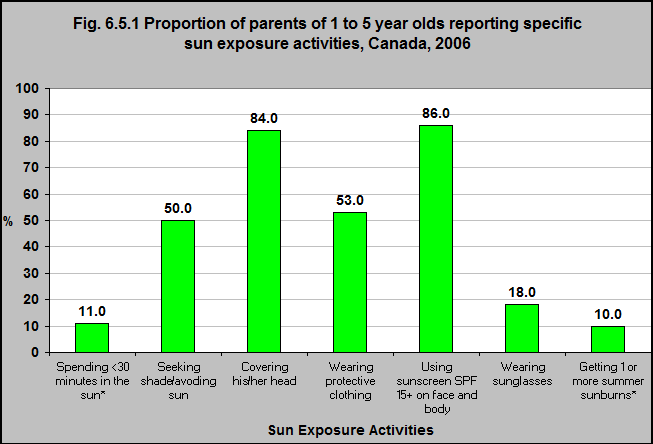 Fig. 6.5.1 Proportion of parents of 1 to 5 year olds reporting specific
sun exposure activities, Canada, 2006
%
100
90
80
70
60
50
40
30
20
10
0
11.0
50.0
84.0
53.0
86.0
18.0
10.0
Spending <30
minutes in the
sun*
Seeking
shade/avoding
sun
Covering
his/her head
Wearing
protective
clothing
Using
sunscreen SPF
15+ on face and
body
Wearing
sunglasses
Getting 1 or
more summer
sunburns*
Sun Exposure Activities